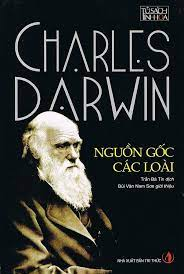 TỦ SÁCH
TINH HOA
CHARLES
DARWIN
NGUỒN GỐC
CÁC LOÀI
Trần Bá Tín dịch
Bùi Văn Nam Sơn giới thiệu
NHÀ XUẤT BẢN TRI THỨC